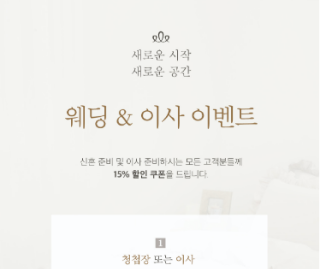 새로운 시작
새로운 공간
웨딩 & 이사 이벤트
신혼 준비 및 이사 준비하시는 모든 고객분들께
15% 할인 쿠폰을 드립니다.
1
청첩장 또는 이사